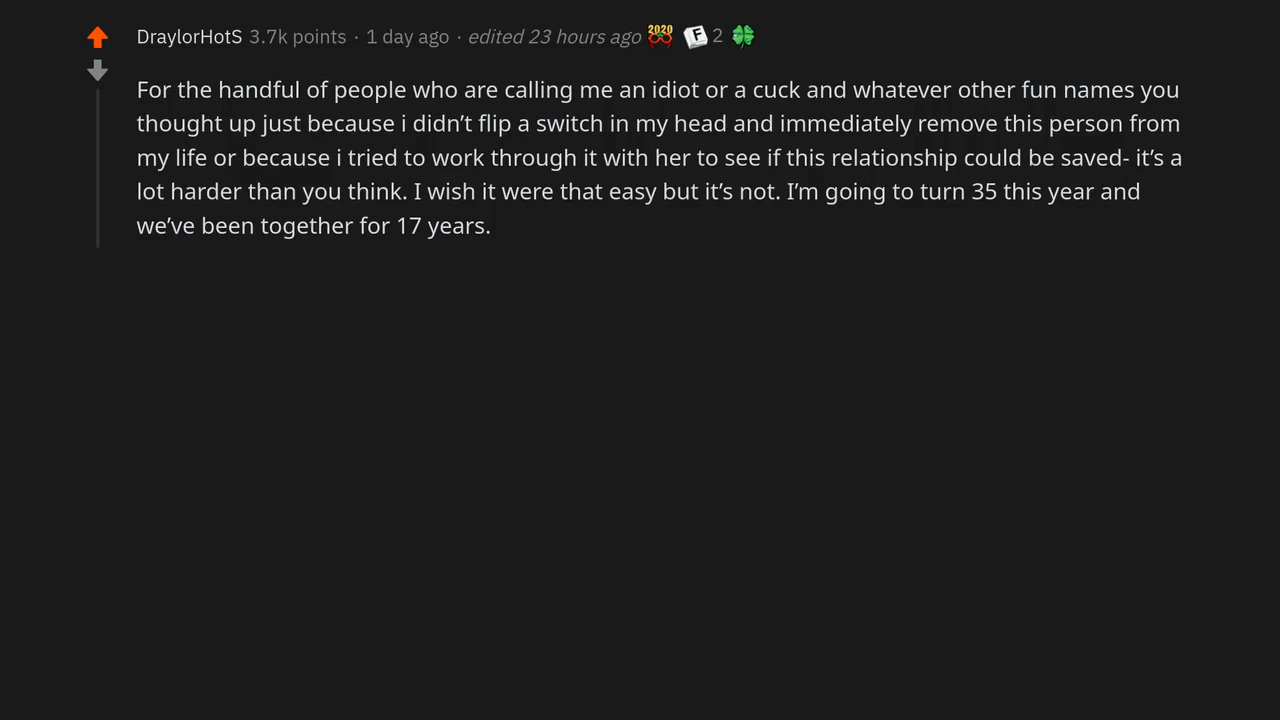 DraylorHotS 3.7k points · 1 day ago · edited 23 hours ago 2020 F 2
For the handful of people who are calling me an idiot or a cuck and whatever other fun names you
thought up just because i didn’t flip a switch in my head and immediately remove this person from
my life or because i tried to work through it with her to see if this relationship could be saved- it’s a
lot harder than you think. I wish it were that easy but it’s not. I’m going to turn 35 this year and
we’ve been together for 17 years.